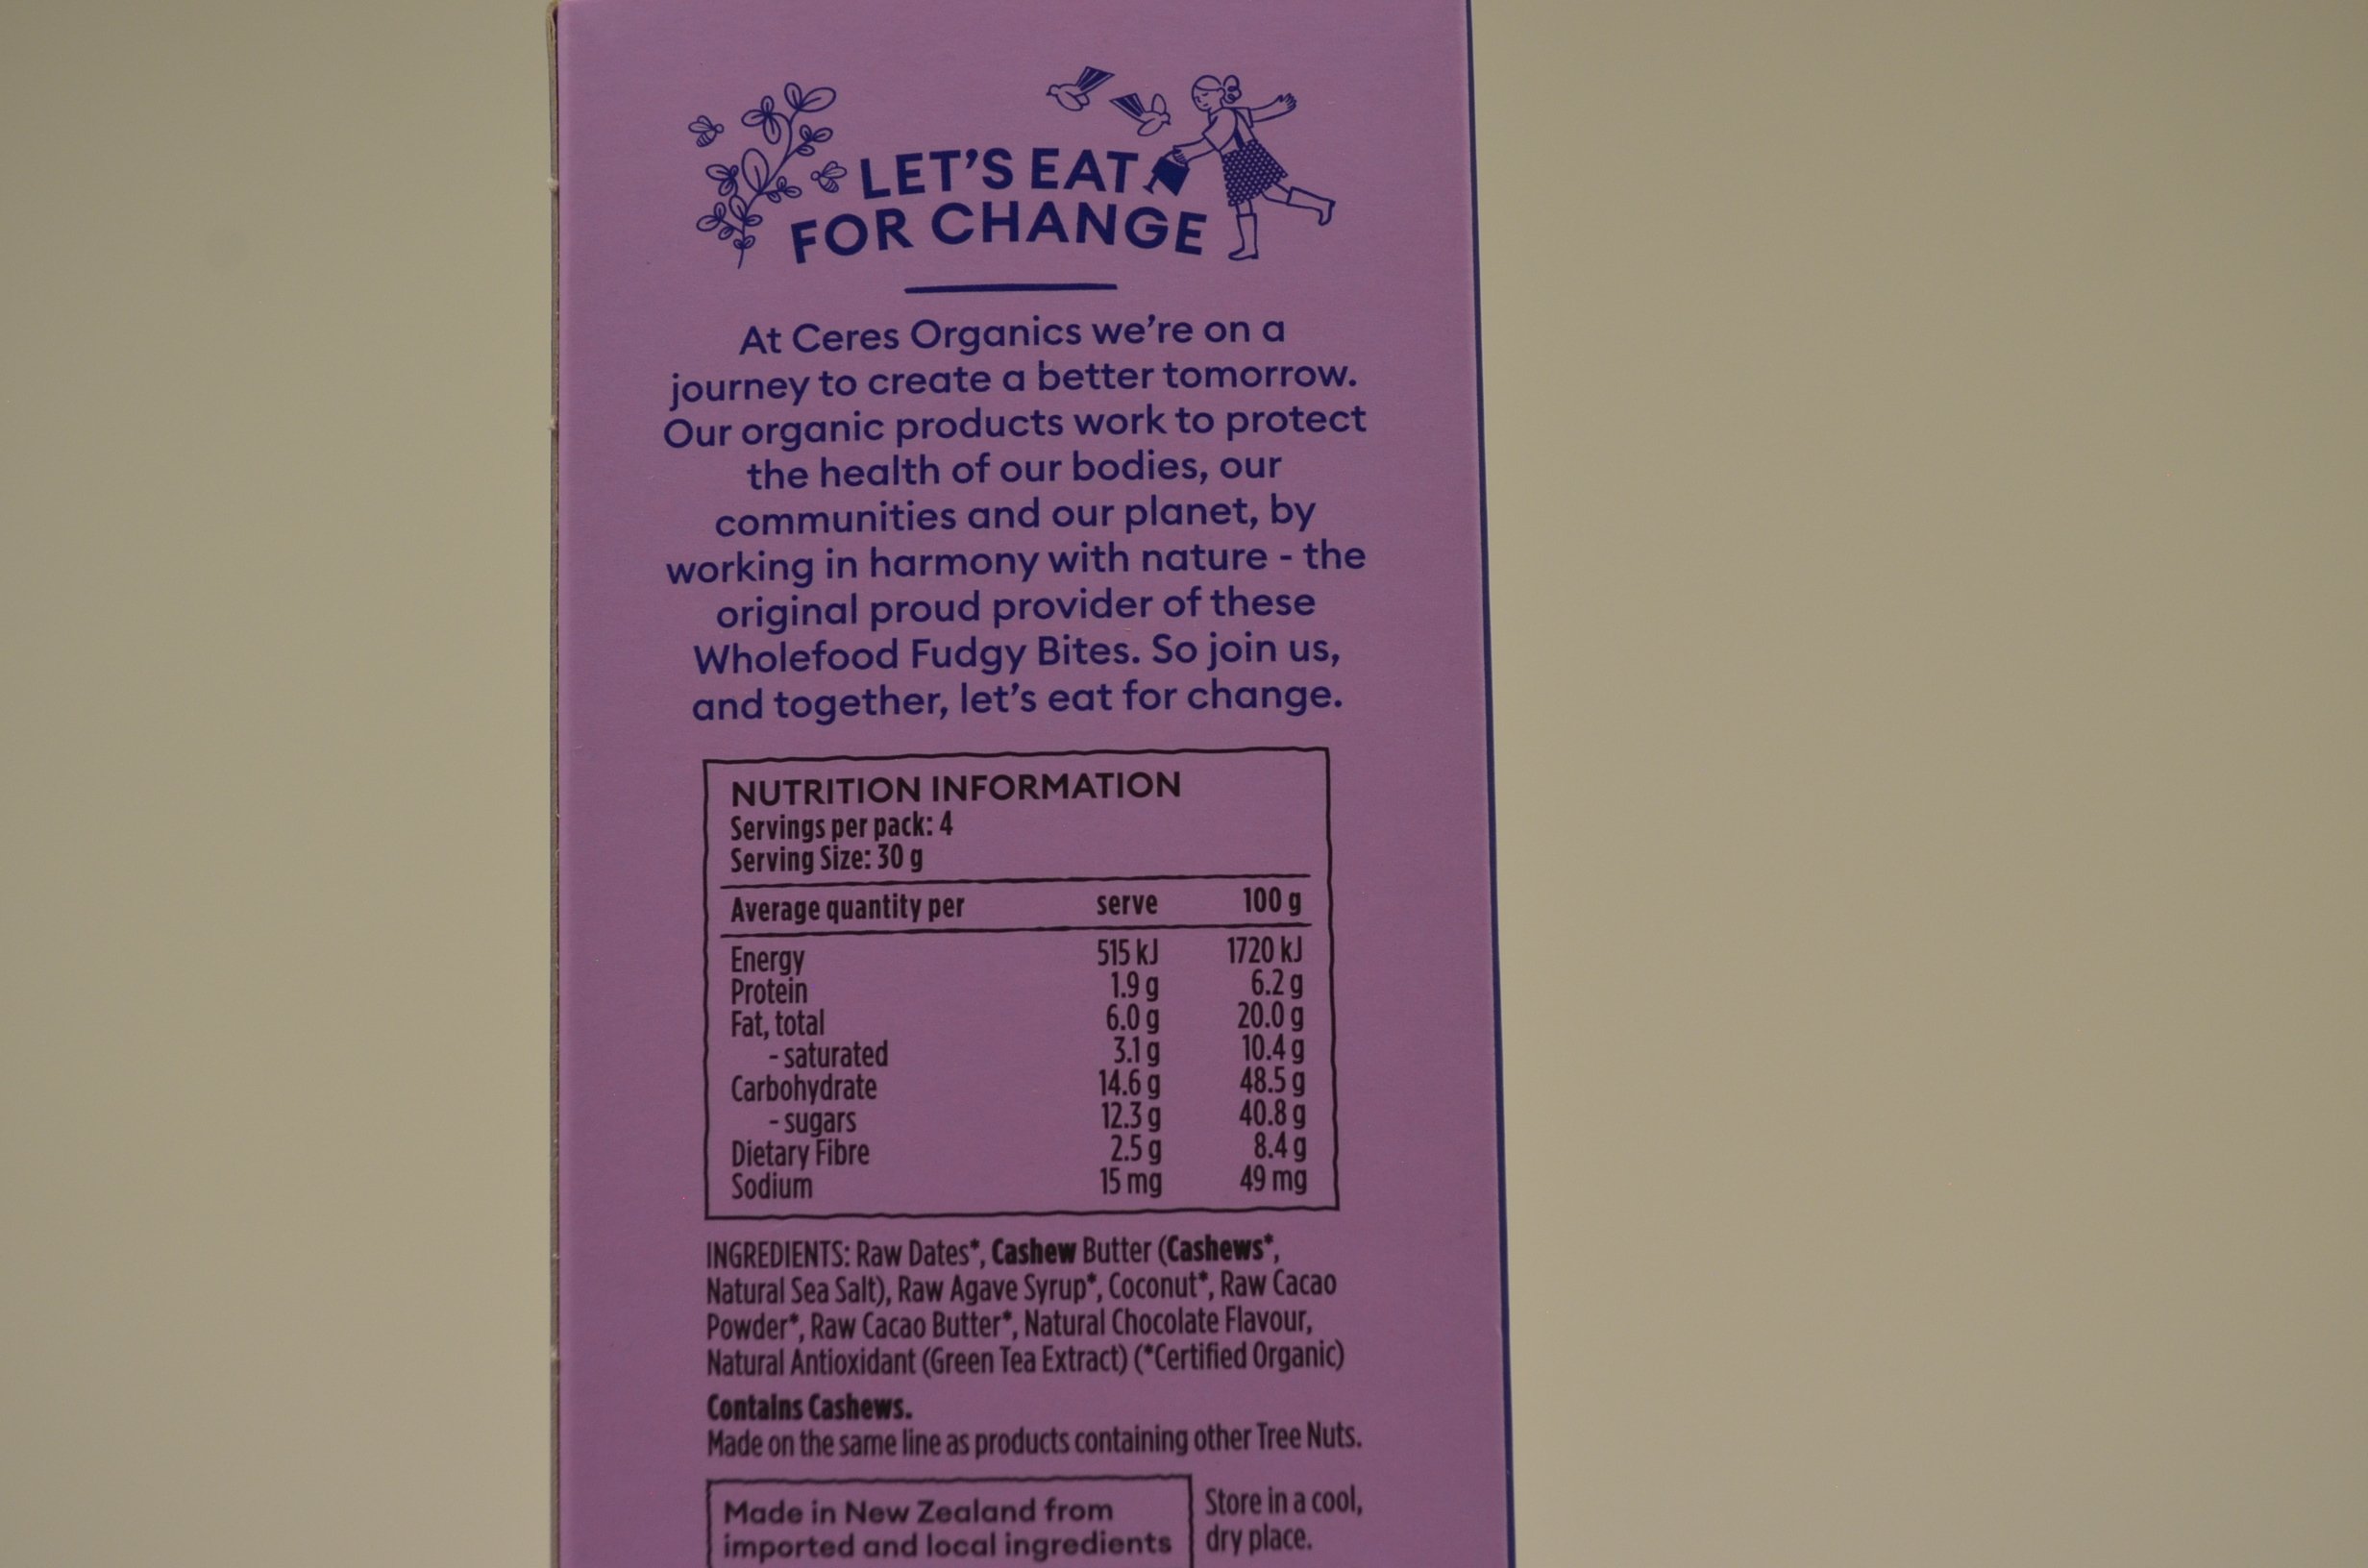 LET'S EAT
FOR CHANGE
At Ceres Organics we're on a
journey to create a better tomorrow.
Our organic products work to protect
the health of our bodies, our
communities and our planet, by
working in harmony with nature - the
original proud provider of these
Wholefood Fudgy Bites. So join us,
and together, let's eat for change.
NUTRITION INFORMATION
Servings per pack: 4
Serving Size: 30 g
Average quantity per serve 100 g
Energy 515 kJ 1720 kJ
Protein 1.9 g 6.2 g
Fat, total 6.0 g 20.0 g
- saturated 3.1 g 10.4 g
Carbohydrate 14.6 g 48.5 g
- sugars 12.3 g 40.8 g
Dietary Fibre 2.5 g 8.4 g
Sodium 15 mg 49 mg
INGREDIENTS: Raw Dates*, Cashew Butter (Cashews*,
Natural Sea Salt), Raw Agave Syrup*, Coconut*, Raw Cacao
Powder*, Raw Cacao Butter*, Natural Chocolate Flavour,
Natural Antioxidant (Green Tea Extract) (*Certified Organic)
Contains Cashews.
Made on the same line as products containing other Tree Nuts.
Made in New Zealand from
imported and local ingredients
Store in a cool,
dry place.